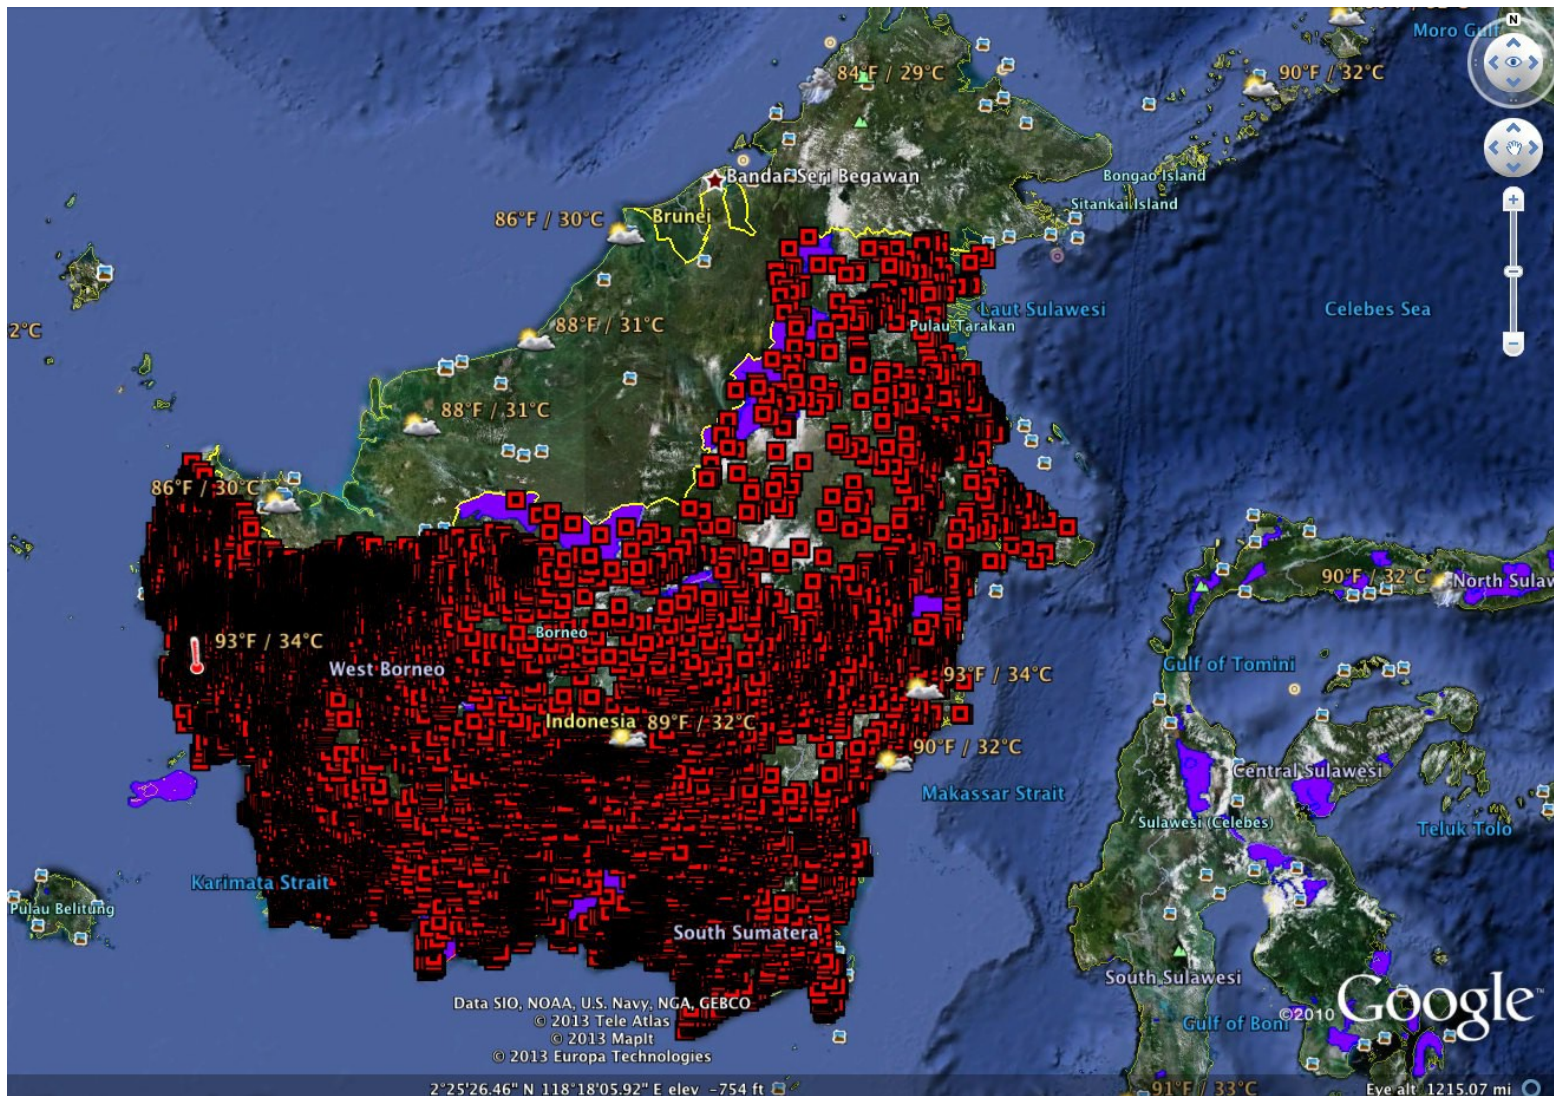 Moro Gulf
N
84°F / 29°C
90°F / 32°C
Bandar Seri Begawan
Bongao Island
Sitankai Island
86°F / 30°C
Brunei
2°C
88°F / 31°C
Laut Sulawesi
Celebes Sea
Pulau Tarakan
88°F / 31°C
86°F / 30°C
90°F / 32°C
North Sulaw
Borneo
93°F / 34°C
West Borneo
Gulf of Tomini
93°F / 34°C
Indonesia
89°F / 32°C
90°F / 32°C
Central Sulawesi
Makassar Strait
Sulawesi (Celebes)
Teluk Tolo
Karimata Strait
Pulau Belitung
South Sumatera
South Sulawesi
Data SIO, NOAA, U.S. Navy, NGA, GEBCO
© 2013 Tele Atlas
© 2013 MapIt
© 2013 Europa Technologies
©2010 Google™
Gulf of Boni
2°25'26.46" N 118°18'05.92" E elev -754 ft
91°F / 33°C
Eye alt 1215.07 mi